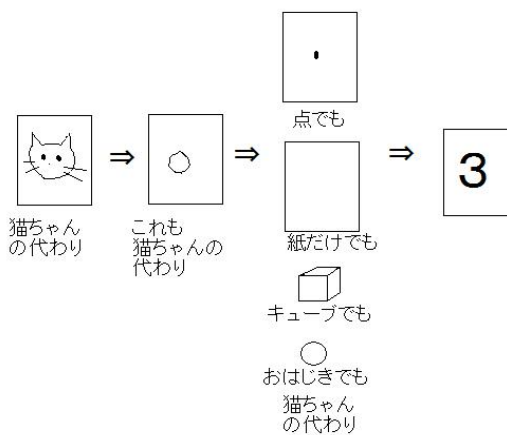 猫ちゃん
の代わり
⇒
これも
猫ちゃんの
代わり
⇒
点でも
紙だけでも
キューブでも
おはじきでも
猫ちゃん
の代わり
⇒
3